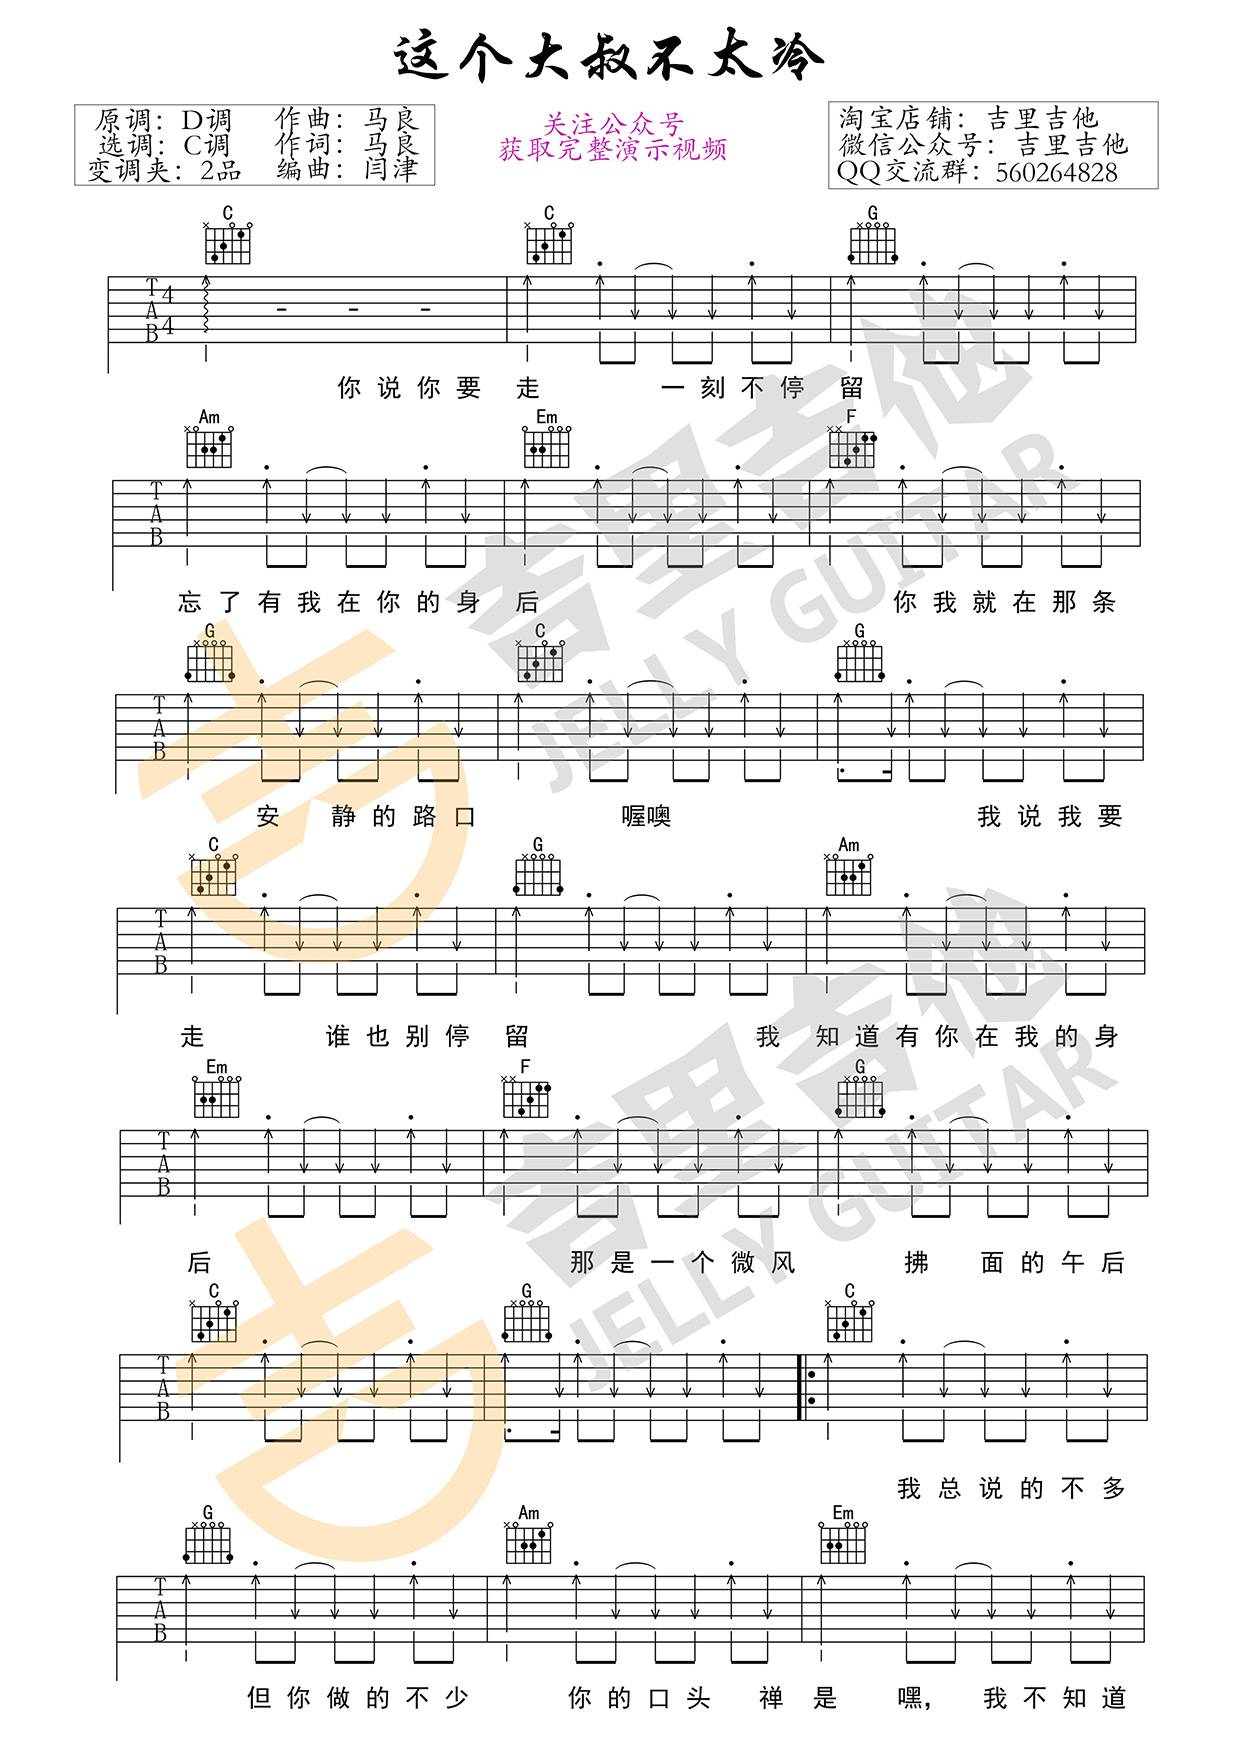 这个大叔不太冷
原调：D调 作曲：马良
选调：C调 作词：马良
变调夹：2品 编曲：闫津
关注公众号
获取完整演示视频
淘宝店铺：吉里吉他
微信公众号：吉里吉他
QQ交流群：560264828
C C G
T A B 4 4
你说你要走 一刻不停留
Am Em F
T A B
忘了有我在你的身后 你我就在那条
G C G
T A B
安 静的路口 喔噢 我说我要
C G Am
T A B
走 谁也别停留 我 知道有你在我的身
Em F G
T A B
后 那是一个微风 拂 面的午后
C G C
T A B
我总说的不多
G Am Em
T A B
但你做的不少 你的口头 禅是 嘿，我不知道
吉里吉他
JELLY GUITAR
吉里吉他
JELLY GUITAR